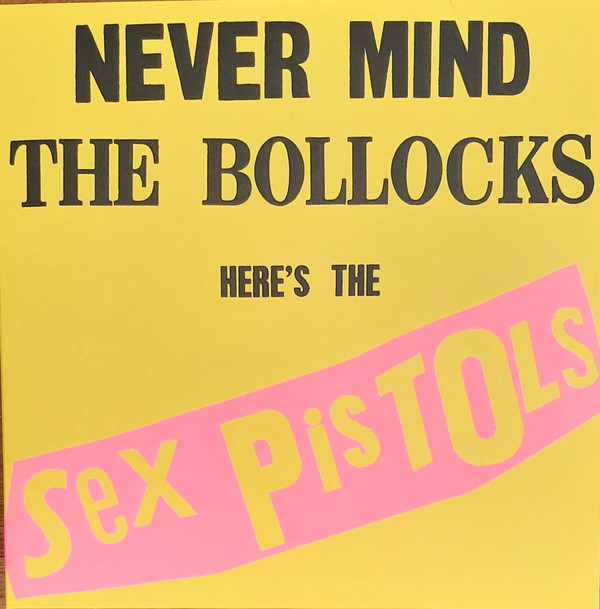 NEVER MIND
THE BOLLOCKS
HERE'S THE
Sex PisTOLS